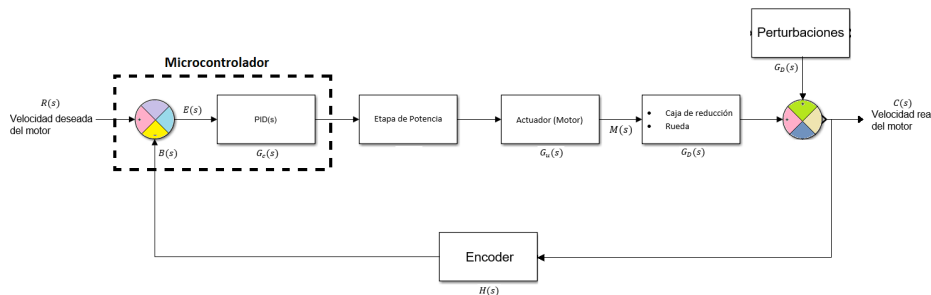 Perturbaciones
G_D(s)
Microcontrolador
R(s)
Velocidad deseada
del motor
+
−
E(s)
B(s)
PID(s)
G_c(s)
Etapa de Potencia
Actuador (Motor)
G_u(s)
M(s)
• Caja de reducción
• Rueda
G_D(s)
+
+
C(s)
Velocidad rea
del motor
Encoder
H(s)